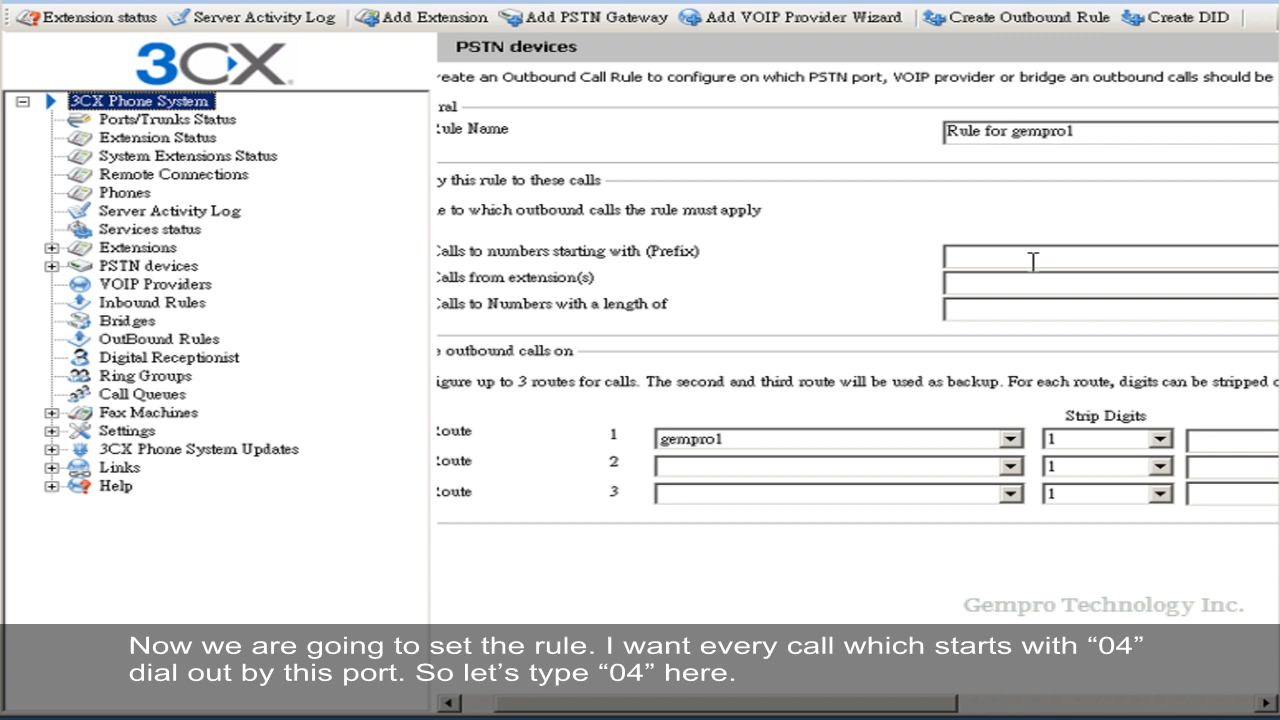 Extension status Server Activity Log Add Extension Add PSTN Gateway Add VOIP Provider Wizard Create Outbound Rule Create DID
3CX
PSTN devices
reate an Outbound Call Rule to configure on which PSTN port, VOIP provider or bridge an outbound calls should be
3CX Phone System
Ports/Trunks Status
Extension Status
System Extensions Status
Remote Connections
Phones
Server Activity Log
Services status
Extensions
PSTN devices
VOIP Providers
Inbound Rules
Bridges
OutBound Rules
Digital Receptionist
Ring Groups
Call Queues
Fax Machines
Settings
3CX Phone System Updates
Links
Help
ral
ule Name Rule for gempro1
y this rule to these calls
e to which outbound calls the rule must apply
alls to numbers starting with (Prefix)
alls from extension(s)
alls to Numbers with a length of
e outbound calls on
igure up to 3 routes for calls. The second and third route will be used as backup. For each route, digits can be stripped
Strip Digits
oute 1 gempro1 1
oute 2 1
oute 3 1
Gempro Technology Inc.
Now we are going to set the rule. I want every call which starts with “04”
dial out by this port. So let’s type “04” here.